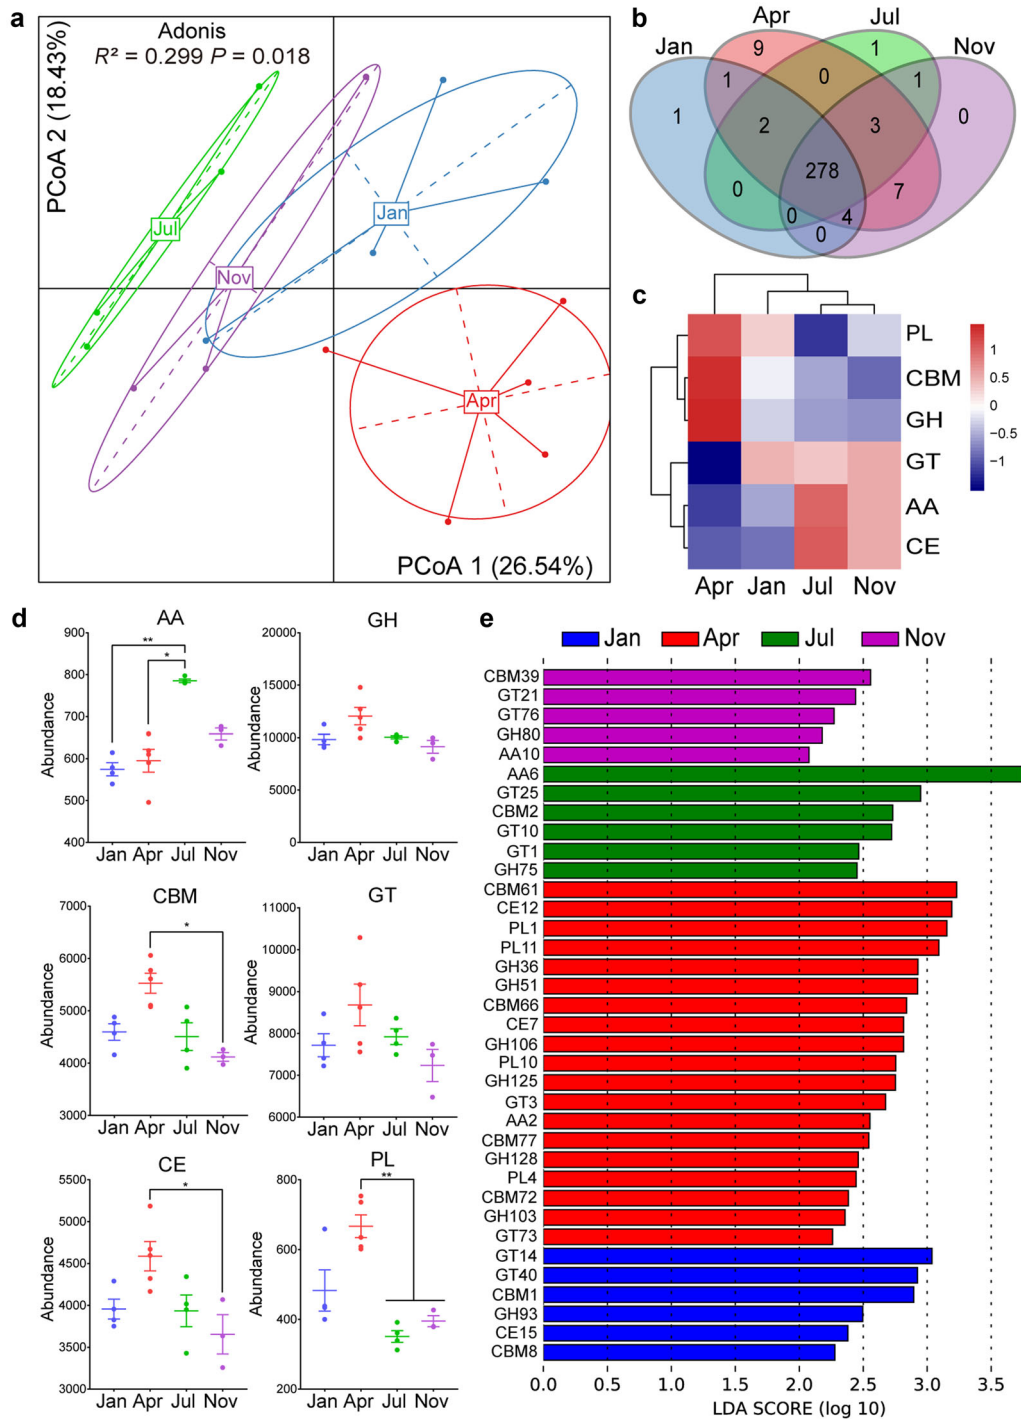 a
Adonis
R² = 0.299 P = 0.018
PCoA 2 (18.43%)
Jul
Nov
Jan
Apr
PCoA 1 (26.54%)
b
Jan
Apr
Jul
Nov
9
1
1
0
1
1
2
3
0
278
0
0
4
7
0
c
PL
CBM
GH
GT
AA
CE
Apr Jan Jul Nov
1
0.5
0
−0.5
−1
d
AA
Abundance
900
800
700
600
500
400
**
*
Jan Apr Jul Nov
GH
Abundance
20000
15000
10000
5000
0
Jan Apr Jul Nov
CBM
Abundance
7000
6000
5000
4000
3000
*
Jan Apr Jul Nov
GT
Abundance
11000
10000
9000
8000
7000
6000
Jan Apr Jul Nov
CE
Abundance
5500
5000
4500
4000
3500
3000
*
Jan Apr Jul Nov
PL
Abundance
800
600
400
200
**
Jan Apr Jul Nov
e
Jan Apr Jul Nov
CBM39
GT21
GT76
GH80
AA10
AA6
GT25
CBM2
GT10
GT1
GH75
CBM61
CE12
PL1
PL11
GH36
GH51
CBM66
CE7
GH106
PL10
GH125
GT3
AA2
CBM77
GH128
PL4
CBM72
GH103
GT73
GT14
GT40
CBM1
GH93
CE15
CBM8
0.0 0.5 1.0 1.5 2.0 2.5 3.0 3.5
LDA SCORE (log 10)